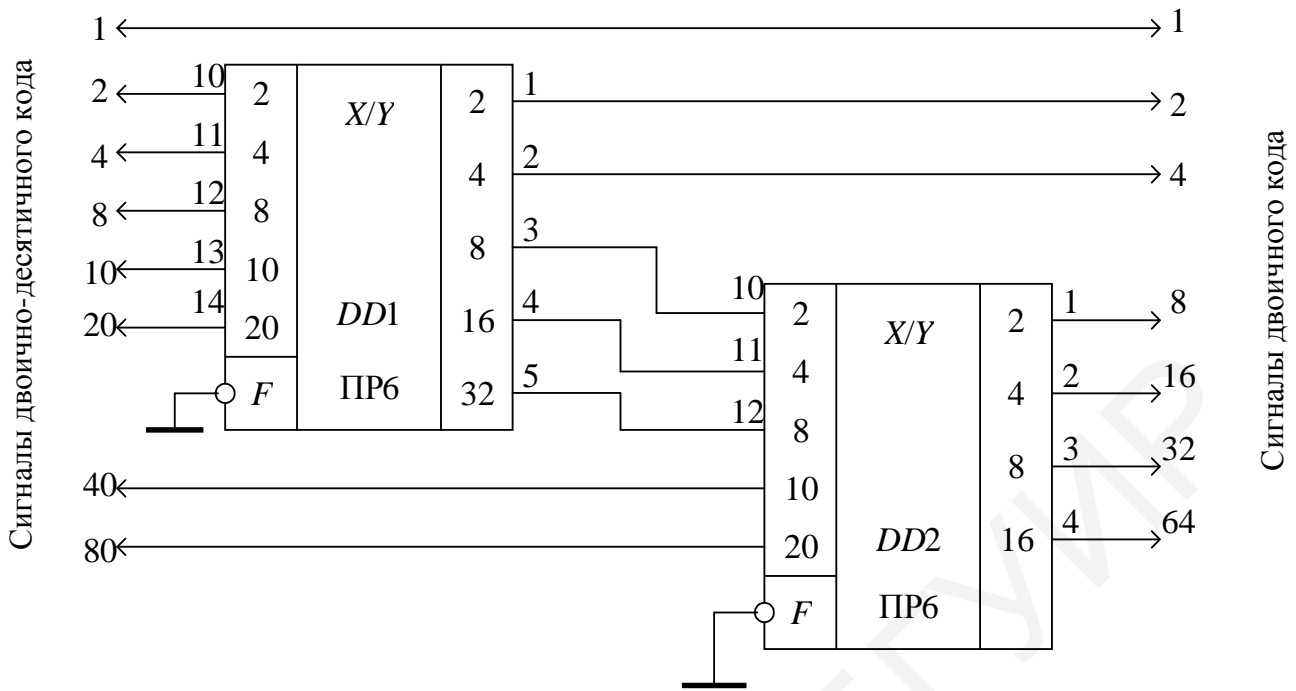 Сигналы двоично-десятичного кода
1 1
10 2 X/Y 2 1
2 2
11 4 4 2
4 4
12 8 8 3
8
13 10
10
14 20 DD1 16 4
20
F ПР6 32 5
10 2 X/Y 2 1 8
11 4 4 2 16
12 8 8 3 32
40 10
80 20 DD2 16 4 64
F ПР6
Сигналы двоичного кода
БГУИР